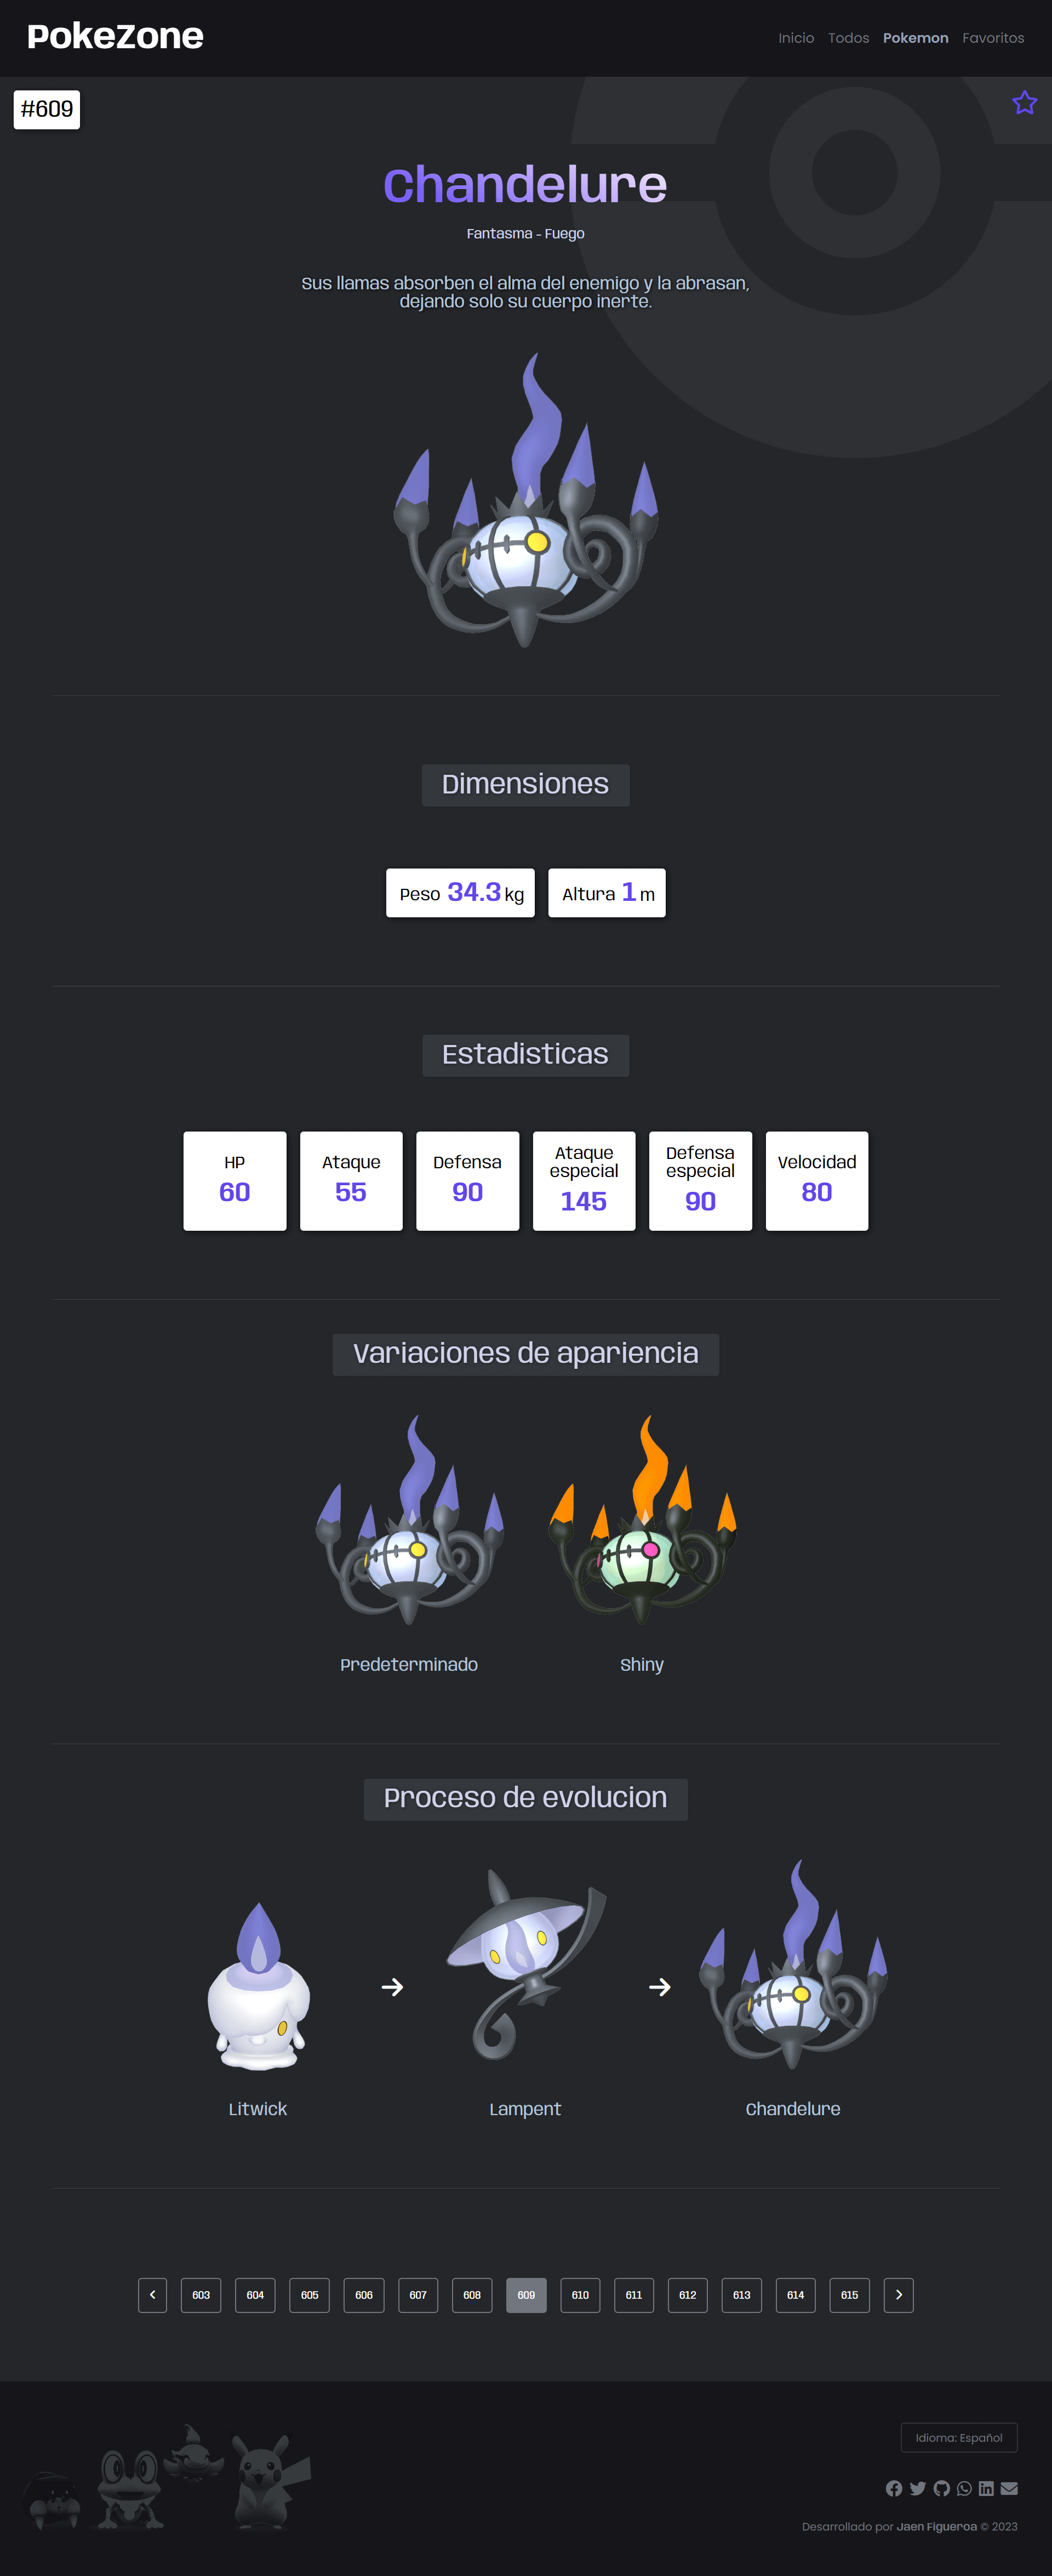 PokeZone
Inicio Todos Pokemon Favoritos
#609
Chandelure
Fantasma - Fuego
Sus llamas absorben el alma del enemigo y la abrasan,
dejando solo su cuerpo inerte.
Dimensiones
Peso 34.3 kg
Altura 1 m
Estadisticas
HP
60
Ataque
55
Defensa
90
Ataque
especial
145
Defensa
especial
90
Velocidad
80
Variaciones de apariencia
Predeterminado
Shiny
Proceso de evolucion
Litwick
Lampent
Chandelure
603 604 605 606 607 608 609 610 611 612 613 614 615
Idioma: Español
Desarrollado por Jaen Figueroa © 2023